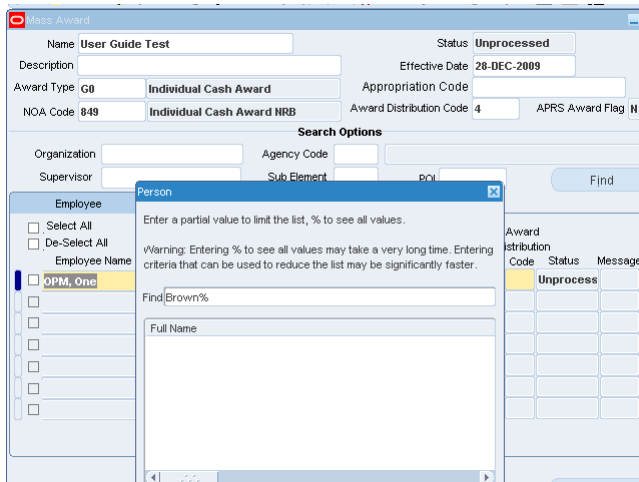 Mass Award
Name User Guide Test Status Unprocessed
Description Effective Date 28-DEC-2009
Award Type G0 Individual Cash Award Appropriation Code
NOA Code 849 Individual Cash Award NRB Award Distribution Code 4 APRS Award Flag N
Search Options
Organization Agency Code
Supervisor Sub Element POI Find
Employee
Person
Enter a partial value to limit the list, % to see all values.
Warning: Entering % to see all values may take a very long time. Entering
criteria that can be used to reduce the list may be significantly faster.
Find Brown%
Full Name
Select All
De-Select All
Employee Name
Award
istribution
Code Status Message
OPM, One Unprocess